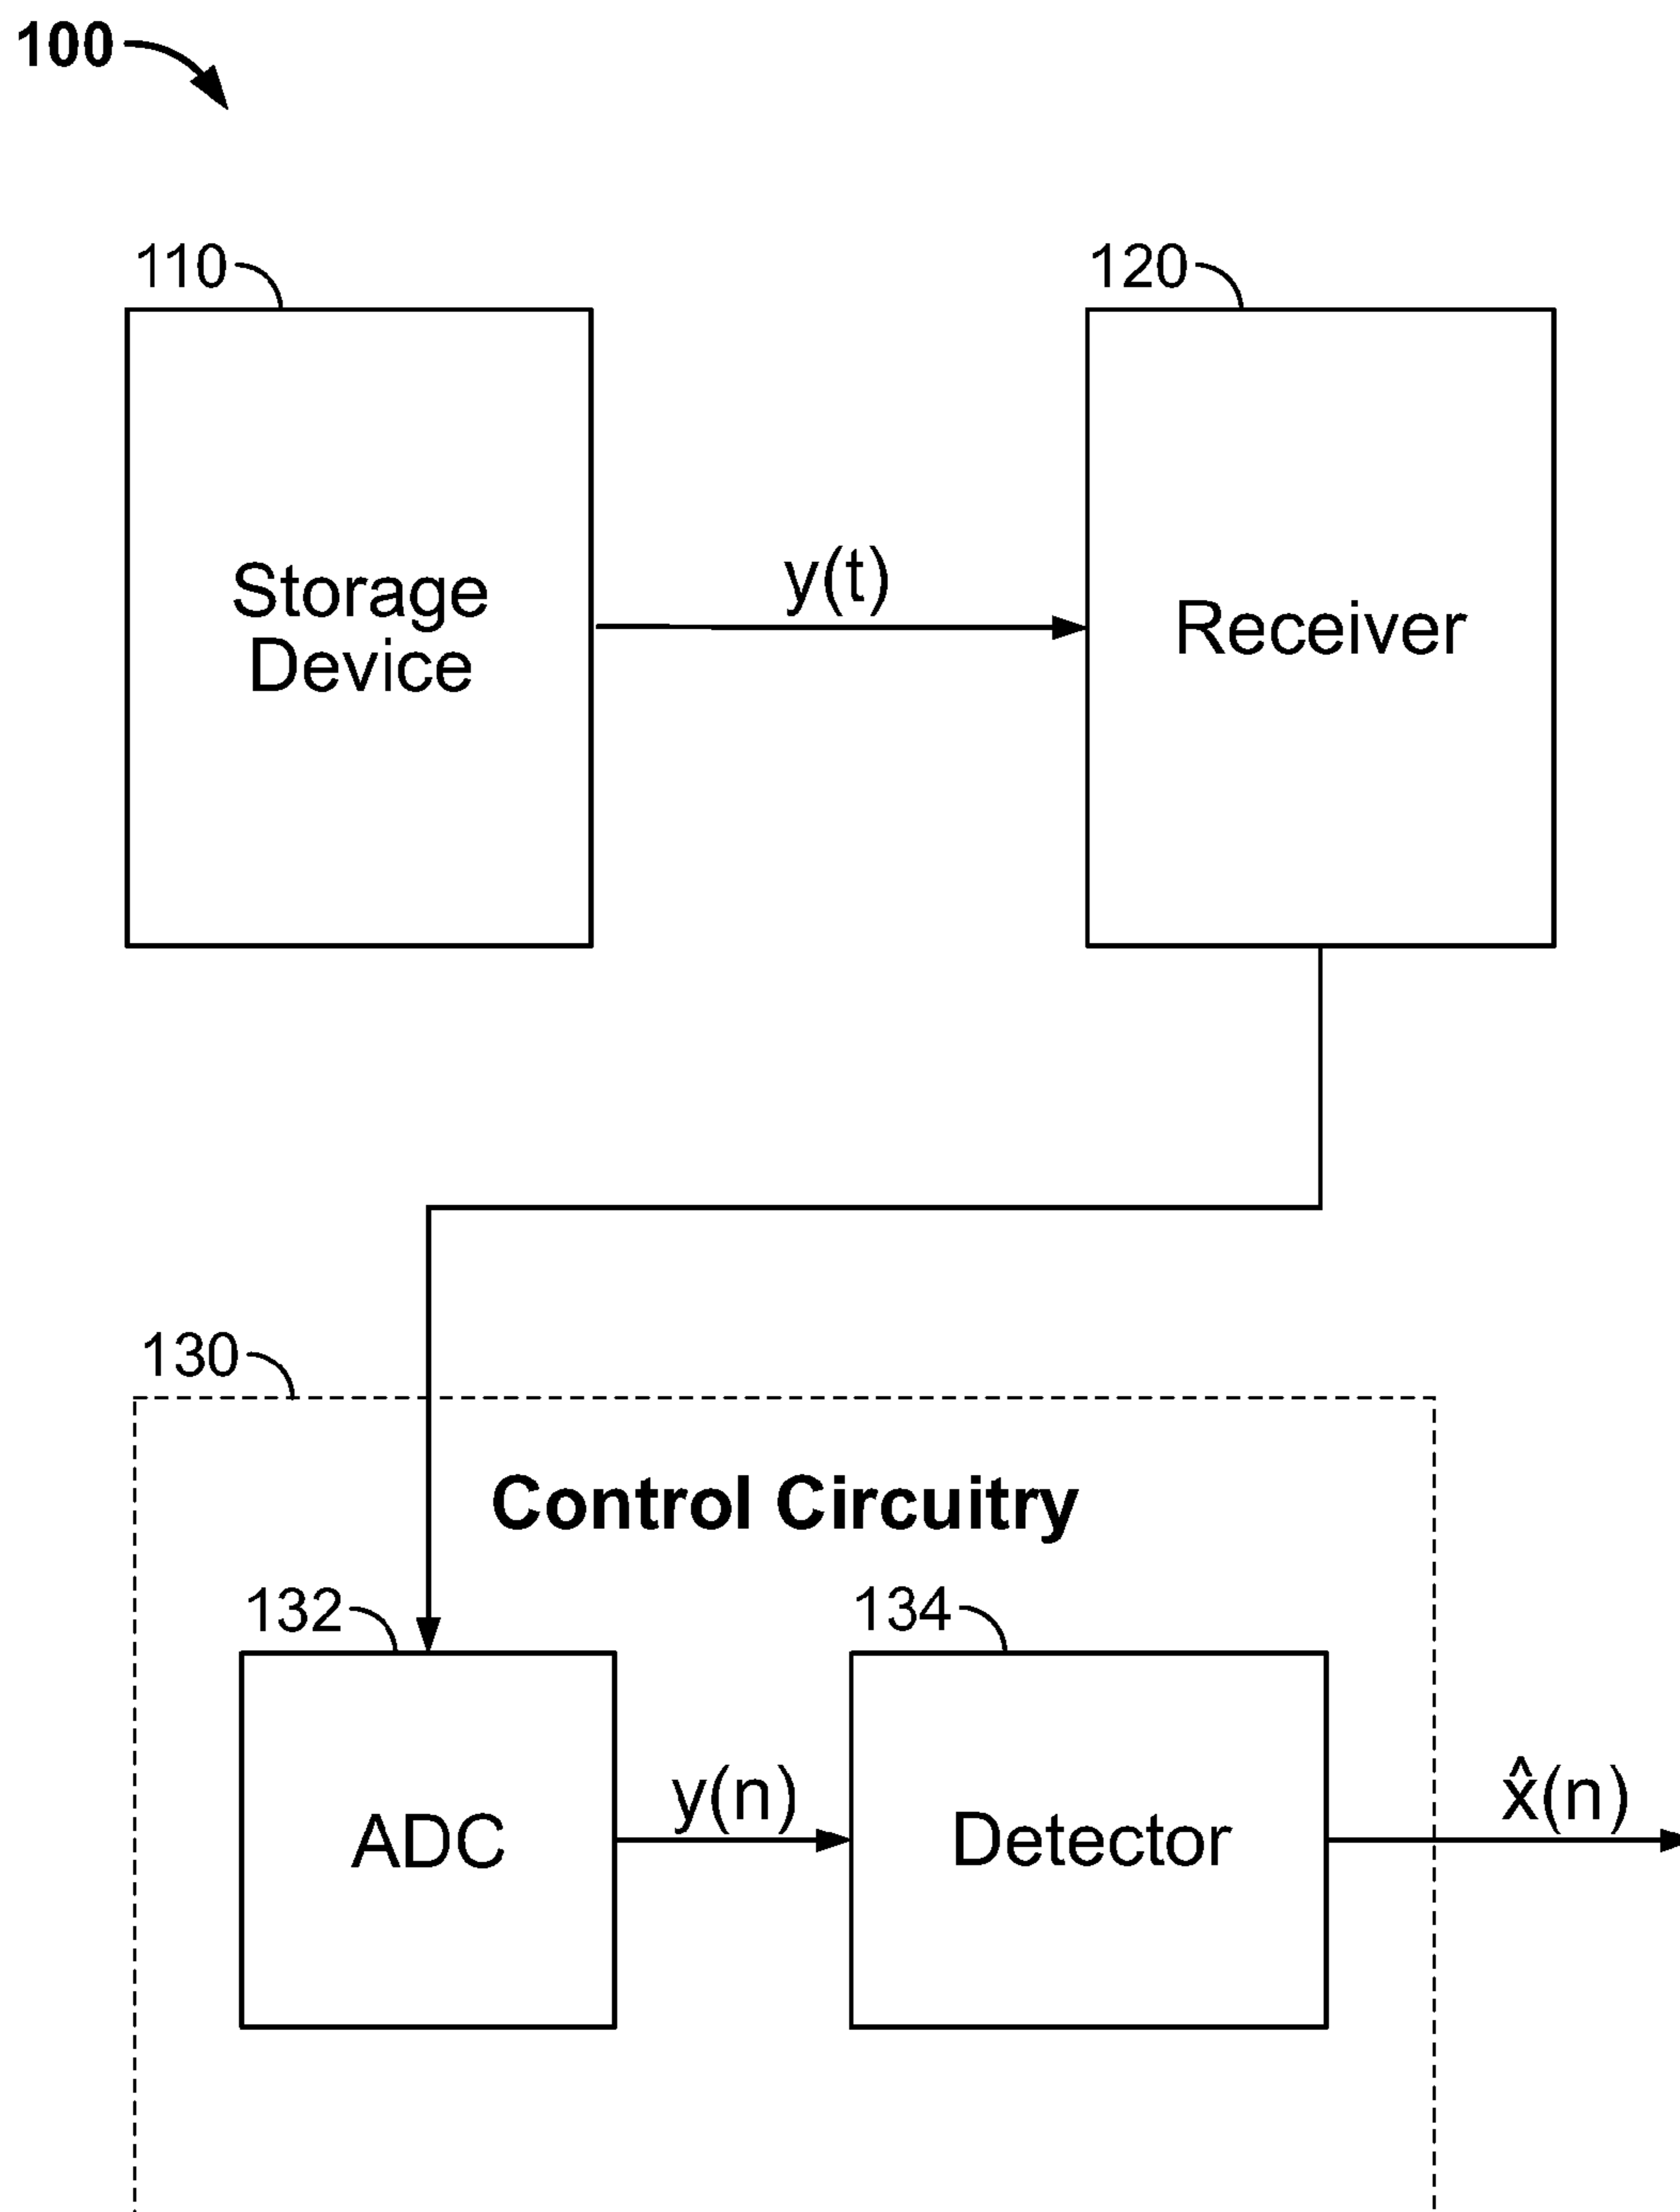 100
110
120
Storage
Device
y(t)
Receiver
130
Control Circuitry
132
134
ADC
y(n)
Detector
x̂(n)